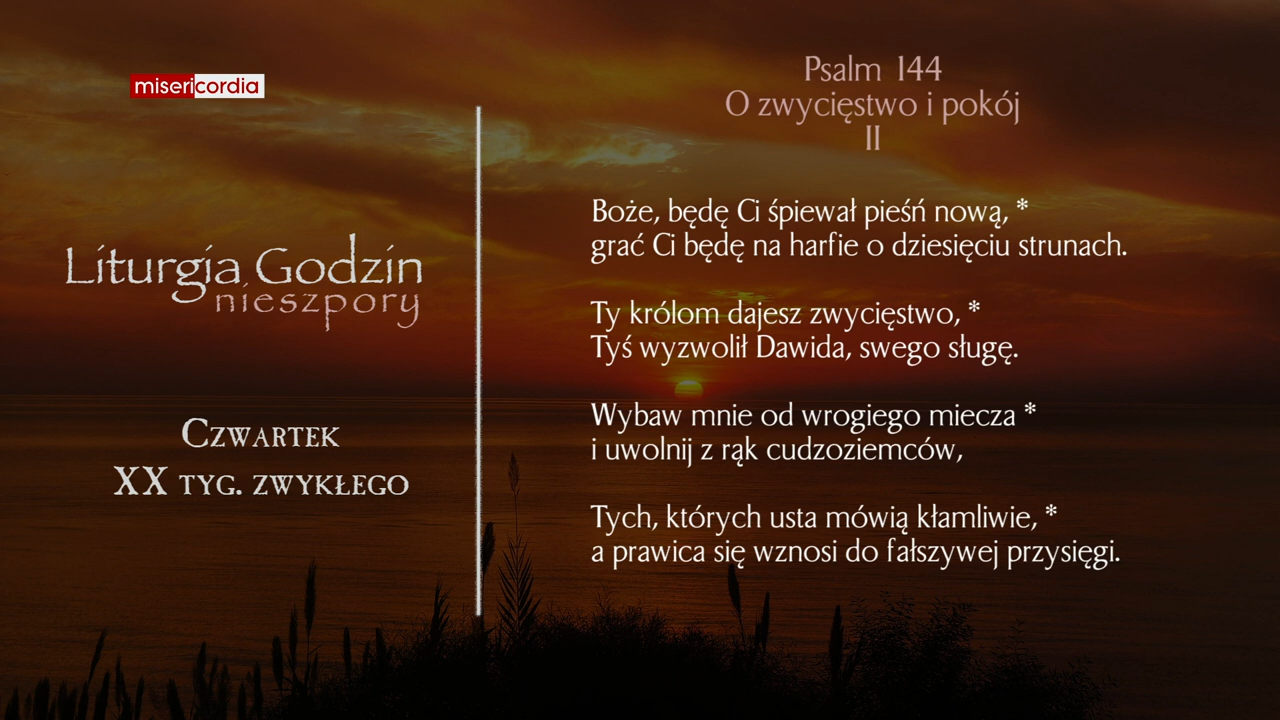 misericordia
Liturgia Godzin
nieszpory
Czwartek
XX tyg. zwykłego
Psalm 144
O zwycięstwo i pokój
II
Boże, będę Ci śpiewał pieśń nową, *
grać Ci będę na harfie o dziesięciu strunach.
Ty królom dajesz zwycięstwo, *
Tyś wyzwolił Dawida, swego sługę.
Wybaw mnie od wrogiego miecza *
i uwolnij z rąk cudzoziemców,
Tych, których usta mówią kłamliwie, *
a prawica się wznosi do fałszywej przysięgi.